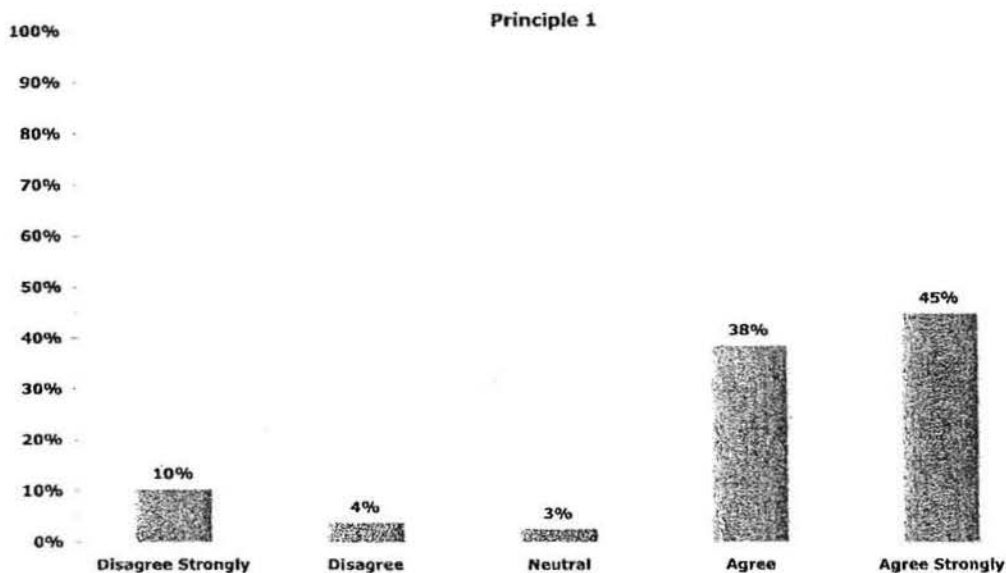 Principle 1
100%
90%
80%
70%
60%
50%
40%
30%
20%
10%
0%
10%
4%
3%
38%
45%
Disagree Strongly
Disagree
Neutral
Agree
Agree Strongly